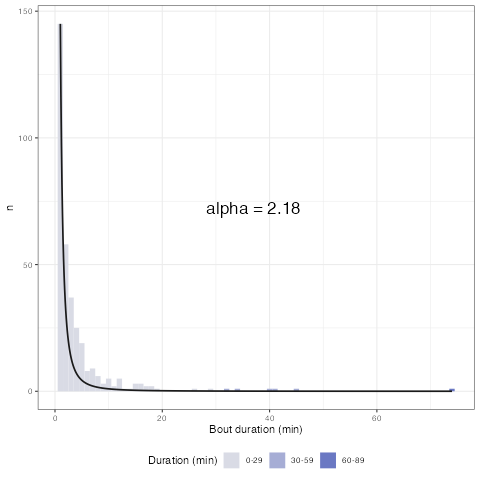 150
100
50
0
n
alpha = 2.18
0 20 40 60
Bout duration (min)
Duration (min) 0-29 30-59 60-89